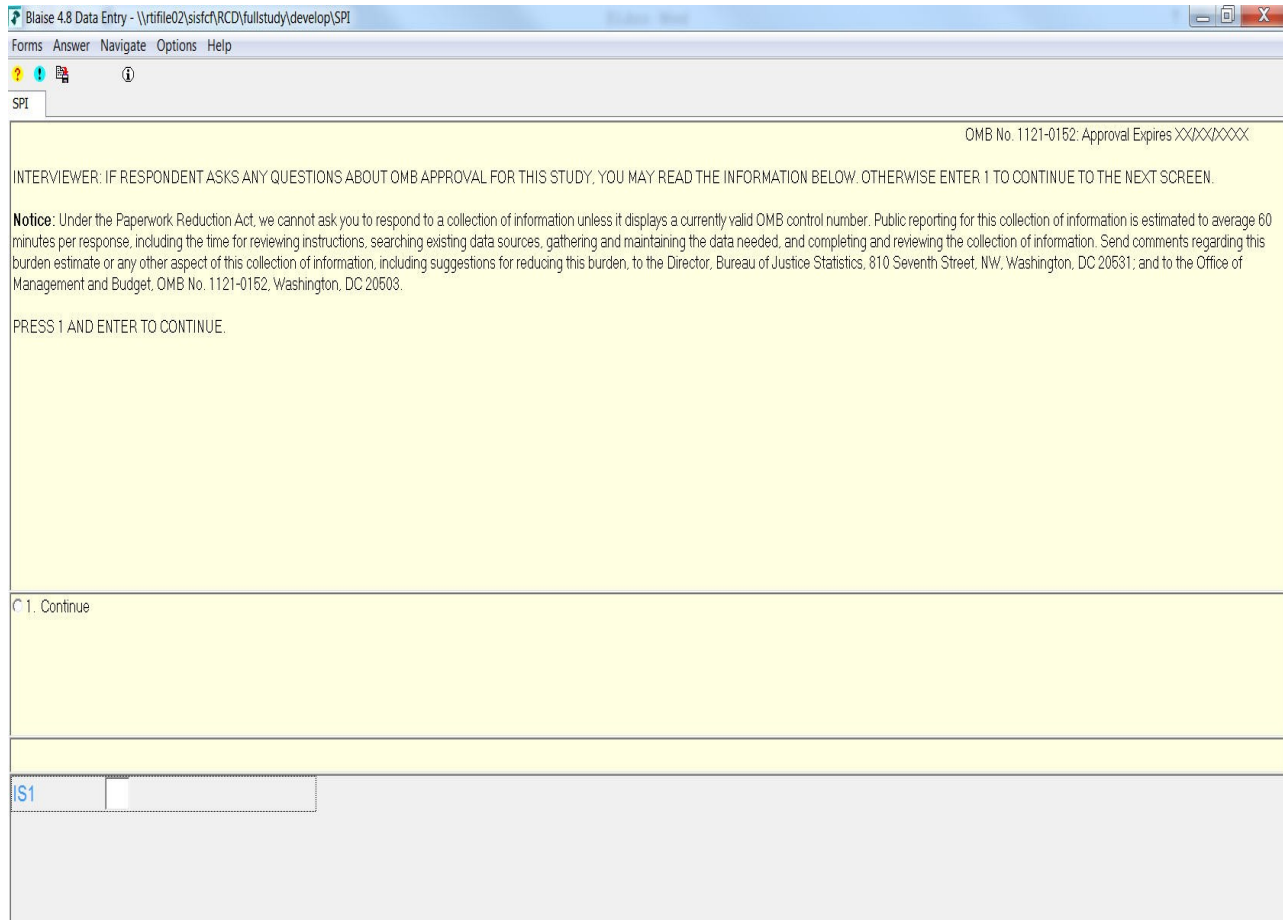 Blaise 4.8 Data Entry - \\rtifile02\sisfcf\RCD\fullstudy\develop\SPI
Forms Answer Navigate Options Help
SPI
OMB No. 1121-0152: Approval Expires XX/XX/XXXX
INTERVIEWER: IF RESPONDENT ASKS ANY QUESTIONS ABOUT OMB APPROVAL FOR THIS STUDY, YOU MAY READ THE INFORMATION BELOW. OTHERWISE ENTER 1 TO CONTINUE TO THE NEXT SCREEN.
Notice: Under the Paperwork Reduction Act, we cannot ask you to respond to a collection of information unless it displays a currently valid OMB control number. Public reporting for this collection of information is estimated to average 60
minutes per response, including the time for reviewing instructions, searching existing data sources, gathering and maintaining the data needed, and completing and reviewing the collection of information. Send comments regarding this
burden estimate or any other aspect of this collection of information, including suggestions for reducing this burden, to the Director, Bureau of Justice Statistics, 810 Seventh Street, NW, Washington, DC 20531; and to the Office of
Management and Budget, OMB No. 1121-0152, Washington, DC 20503.
PRESS 1 AND ENTER TO CONTINUE.
1. Continue
IS1